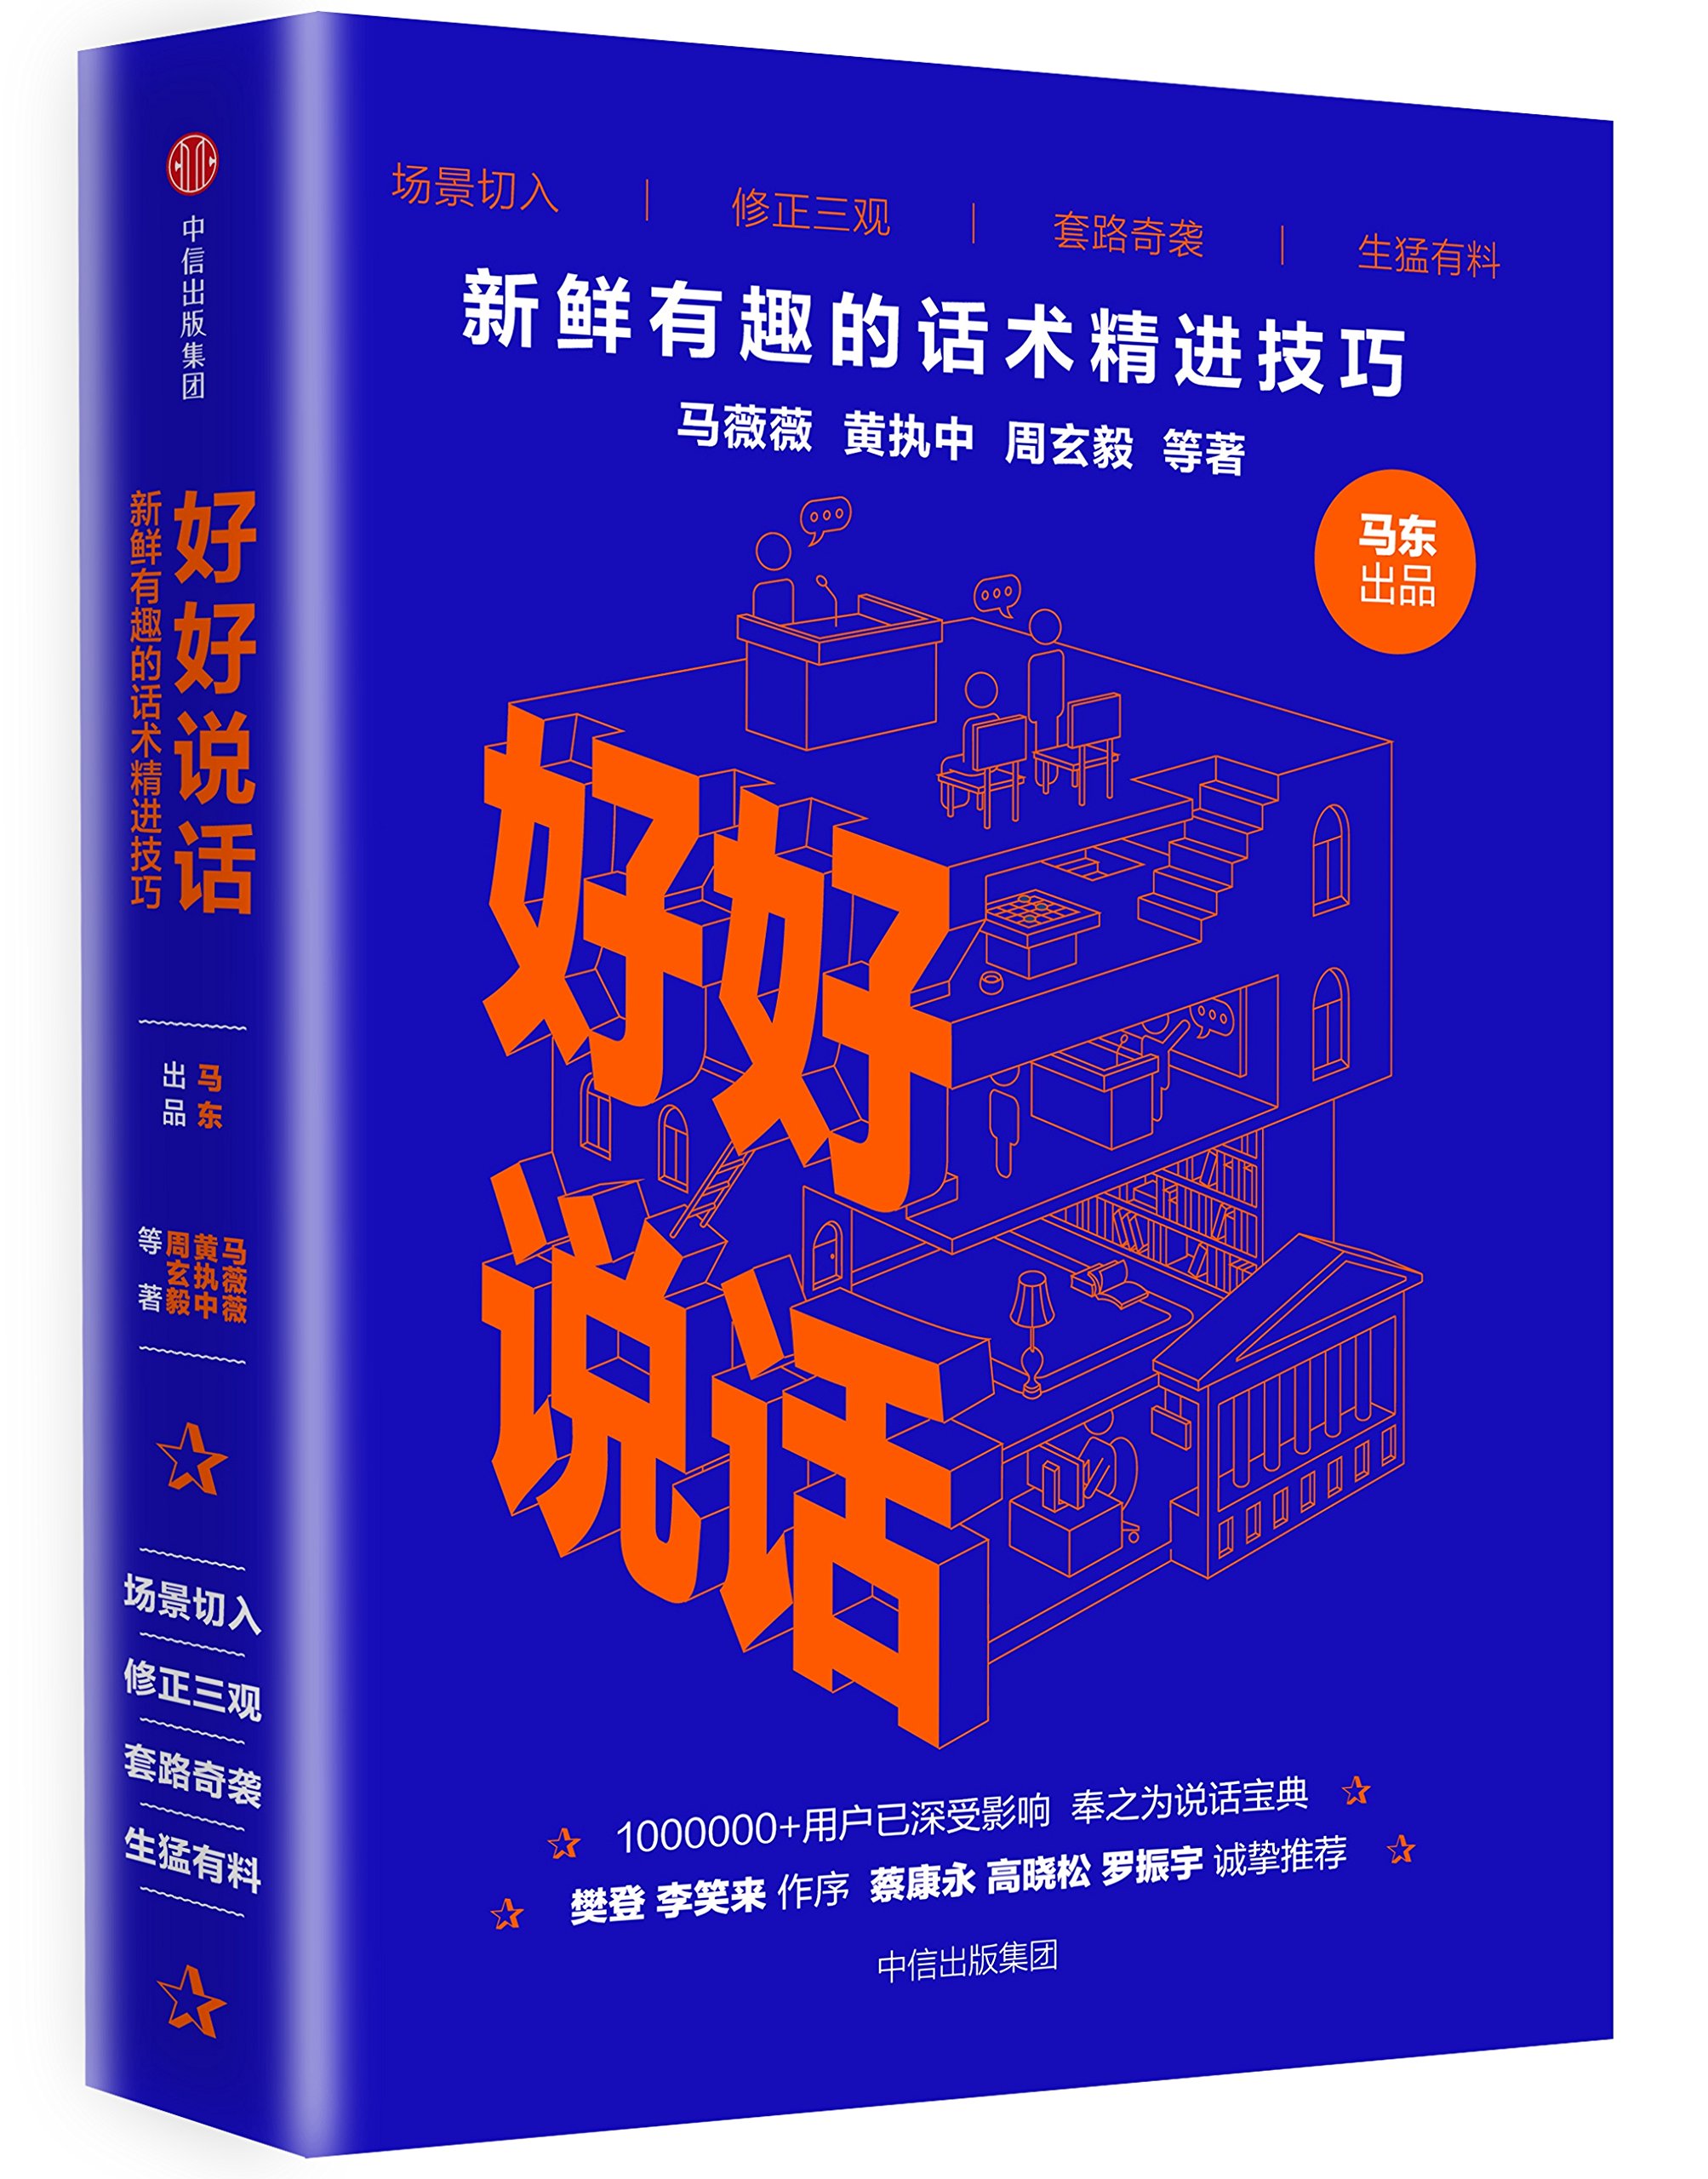 中信出版集团
好好说话
新鲜有趣的话术精进技巧
马东
出品
马薇薇
黄执中
周玄毅
等著
场景切入
修正三观
套路奇袭
生猛有料
场景切入 | 修正三观 | 套路奇袭 | 生猛有料
新鲜有趣的话术精进技巧
马薇薇 黄执中 周玄毅 等著
马东
出品
好好
说话
1000000+用户已深受影响 奉之为说话宝典
樊登 李笑来 作序 蔡康永 高晓松 罗振宇 诚挚推荐
中信出版集团